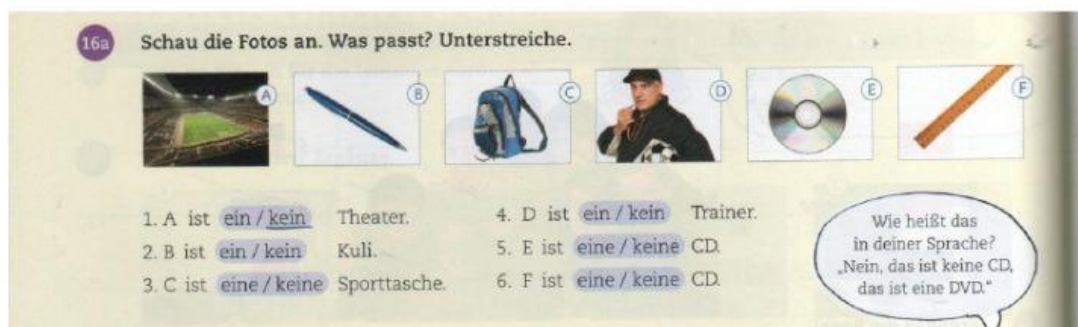 16a Schau die Fotos an. Was passt? Unterstreiche.
A
B
C
D
E
F
1. A ist ein / kein Theater.
2. B ist ein / kein Kuli.
3. C ist eine / keine Sporttasche.
4. D ist ein / kein Trainer.
5. E ist eine / keine CD.
6. F ist eine / keine CD.
Wie heißt das
in deiner Sprache?
„Nein, das ist keine CD,
das ist eine DVD.“